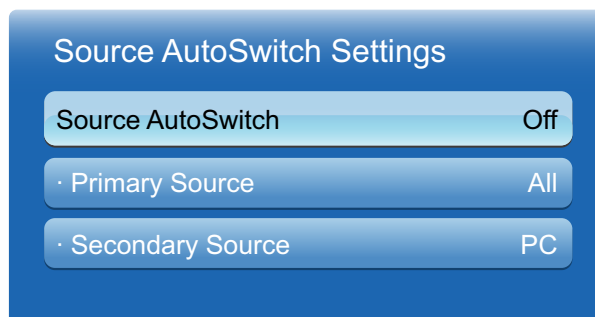 Source AutoSwitch Settings
Source AutoSwitch Off
· Primary Source All
· Secondary Source PC